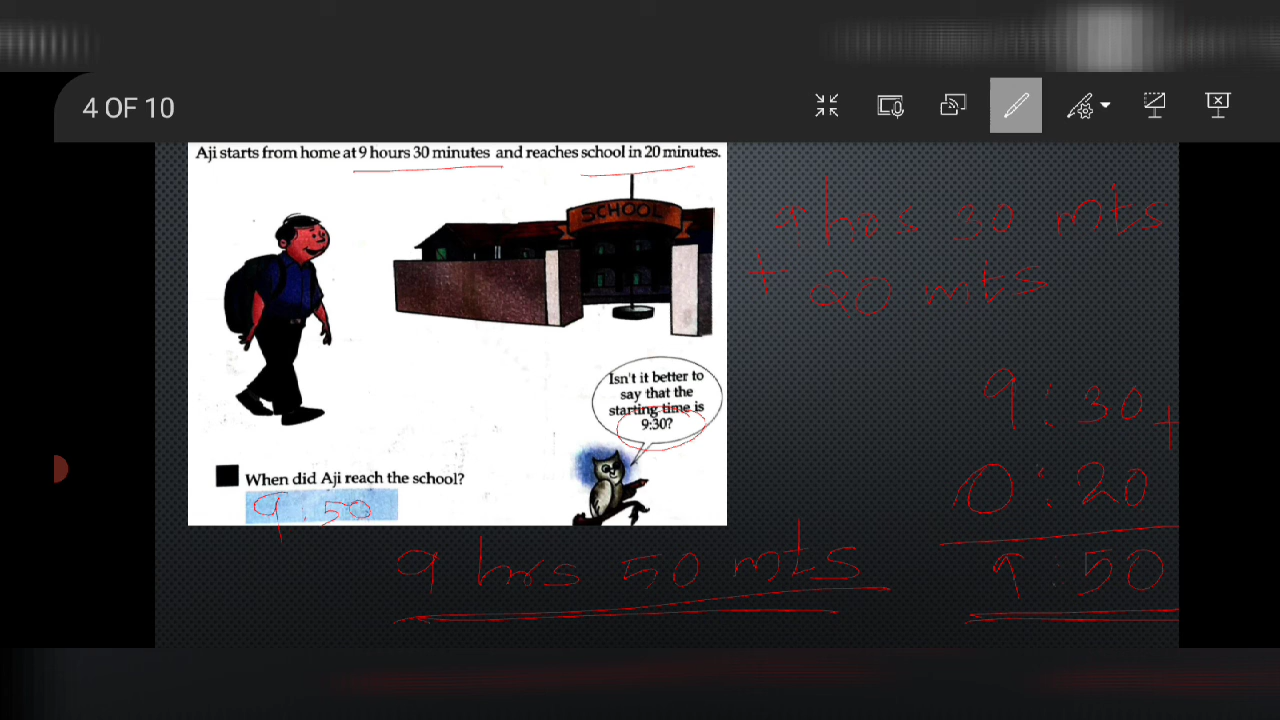 4 OF 10
Aji starts from home at 9 hours 30 minutes and reaches school in 20 minutes.
SCHOOL
9 hrs 30 mts
+ 20 mts
Isn't it better to
say that the
starting time is
9:30?
9 : 30 +
0 : 20
9 . 50
When did Aji reach the school?
9 . 50
9 hrs 50 mts